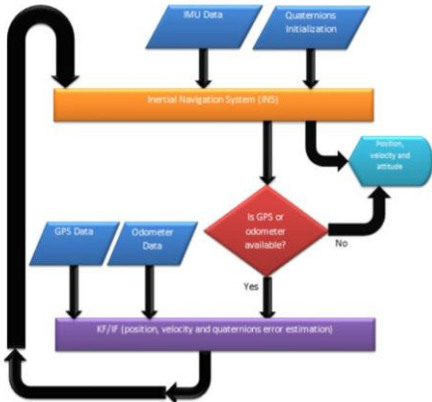 IMU Data
Quaternions
Initialization
Inertial Navigation System (INS)
Position,
velocity and
attitude
Is GPS or
odometer
available?
No
GPS Data
Odometer
Data
Yes
KF/IF (position, velocity and quaternions error estimation)